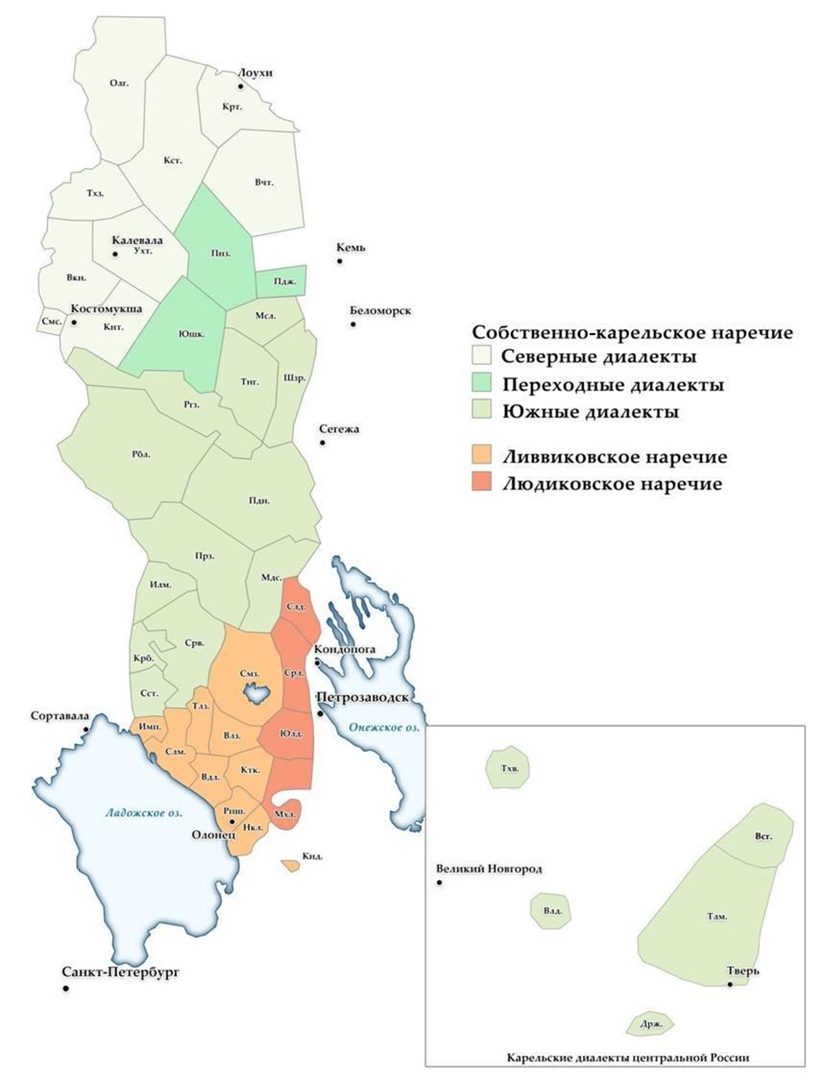 Лоухи
Олг.
Крт.
Кст.
Вчт.
Тхз.
Калевала
Ухт.
Пнз.
Кемь
Вкн.
Пдж.
Костомукша
Смс.
Кнт.
Юшк.
Мсл.
Беломорск
Тнг.
Шзр.
Ргз.
Сегежа
Рбл.
Пдн.
Прз.
Илм.
Мдс.
Слд.
Срв.
Кондопога
Крб.
Смз.
Срл.
Сст.
Тлз.
Петрозаводск
Сортавала
Имп.
Влз.
Юлд.
Онежское оз.
Слм.
Вдл.
Ктк.
Ладожское оз.
Рпш.
Мхл.
Олонец
Нкл.
Кнд.
Санкт-Петербург
Собственно-карельское наречие
Северные диалекты
Переходные диалекты
Южные диалекты
Ливвиковское наречие
Людиковское наречие
Тхв.
Всг.
Великий Новгород
Влд.
Тлм.
Тверь
Држ.
Карельские диалекты центральной России